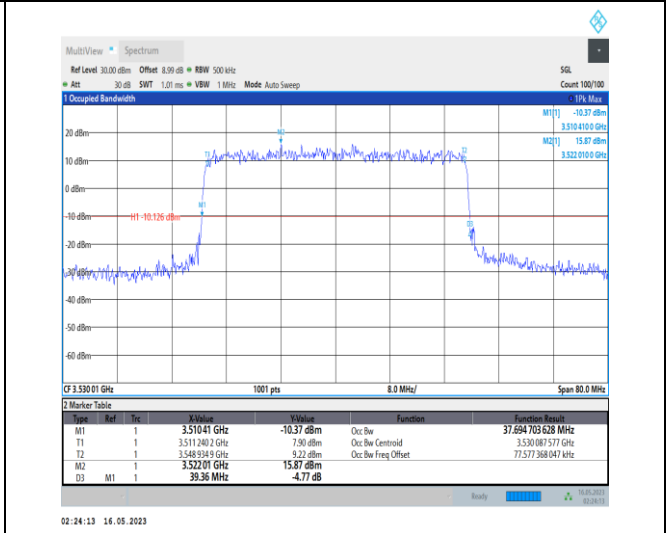 MultiView Spectrum
Ref Level 30.00 dBm Offset 8.99 dB RBW 500 kHz SGL
Att 30 dB SWT 1.01 ms VBW 1 MHz Mode Auto Sweep Count 100/100
1 Occupied Bandwidth 1Pk Max
M1[1] -10.37 dBm
3.510 410 0 GHz
M2[1] 15.87 dBm
3.522 010 0 GHz
20 dBm
M2
T1 T2
10 dBm
0 dBm
M1
-10 dBm H1 -10.126 dBm
D3
-20 dBm
-30 dBm
-40 dBm
-50 dBm
-60 dBm
CF 3.530 01 GHz 1001 pts 8.0 MHz/ Span 80.0 MHz
2 Marker Table
Type Ref Trc X-Value Y-Value Function Function Result
M1 1 3.51041 GHz -10.37 dBm Occ Bw 37.694 703 628 MHz
T1 1 3.511 240 2 GHz 7.90 dBm Occ Bw Centroid 3.530 087 577 GHz
T2 1 3.548 934 9 GHz 9.22 dBm Occ Bw Freq Offset 77.577 368 047 kHz
M2 1 3.52201 GHz 15.87 dBm
D3 M1 1 39.36 MHz -4.77 dB
Ready 16.05.2023
02:24:13
02:24:13 16.05.2023